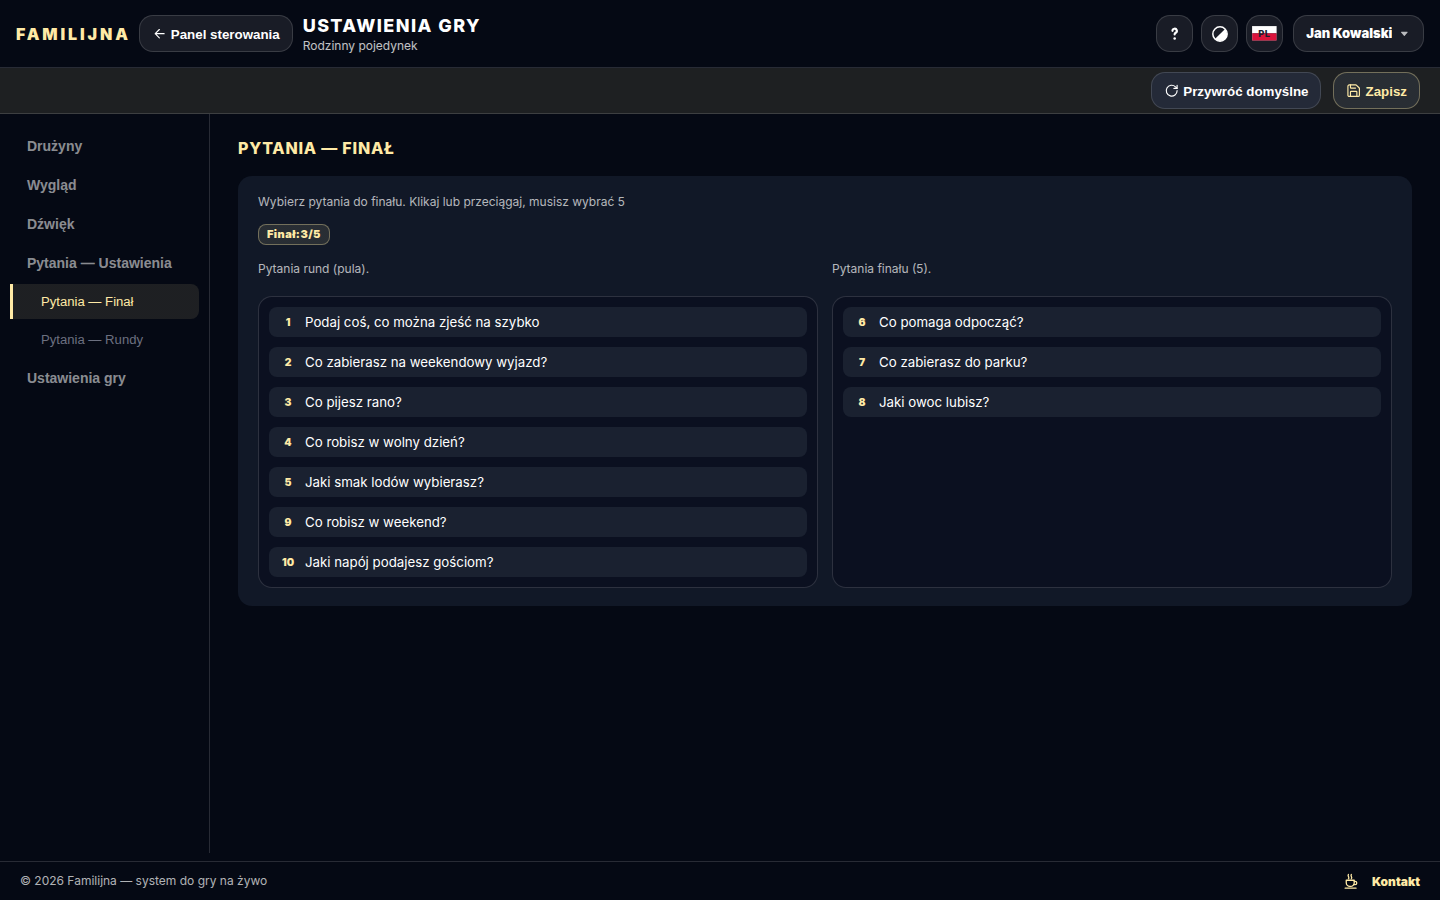 FAMILIJNA
Panel sterowania
USTAWIENIA GRY
Rodzinny pojedynek
?
PL
Jan Kowalski
Przywróć domyślne
Zapisz
Drużyny
Wygląd
Dźwięk
Pytania — Ustawienia
Pytania — Finał
Pytania — Rundy
Ustawienia gry
PYTANIA — FINAŁ
Wybierz pytania do finału. Klikaj lub przeciągaj, musisz wybrać 5
Finał:3/5
Pytania rund (pula).
1 Podaj coś, co można zjeść na szybko
2 Co zabierasz na weekendowy wyjazd?
3 Co pijesz rano?
4 Co robisz w wolny dzień?
5 Jaki smak lodów wybierasz?
9 Co robisz w weekend?
10 Jaki napój podajesz gościom?
Pytania finału (5).
6 Co pomaga odpocząć?
7 Co zabierasz do parku?
8 Jaki owoc lubisz?
© 2026 Familijna — system do gry na żywo
Kontakt